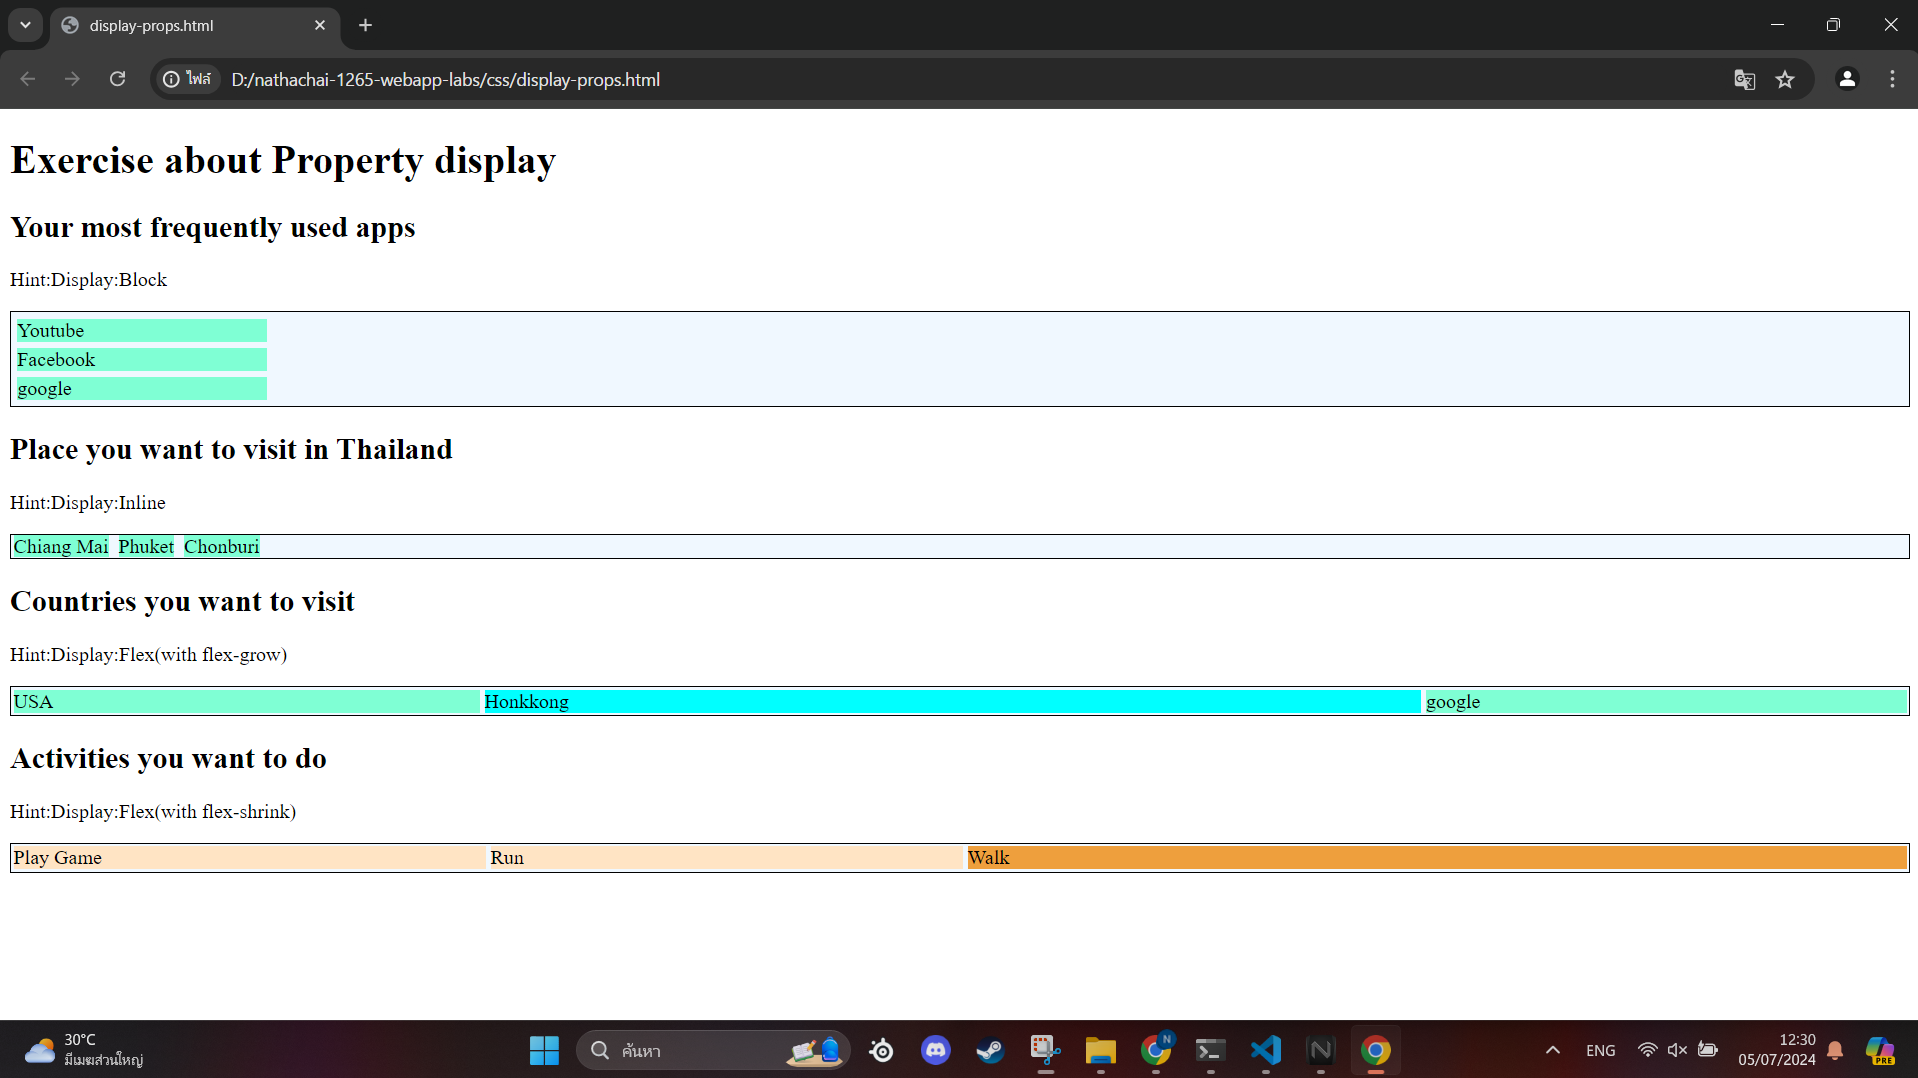 display-props.html
ไฟล์
D:/nathachai-1265-webapp-labs/css/display-props.html
Exercise about Property display
Your most frequently used apps
Hint:Display:Block
Youtube
Facebook
google
Place you want to visit in Thailand
Hint:Display:Inline
Chiang Mai Phuket Chonburi
Countries you want to visit
Hint:Display:Flex(with flex-grow)
USA Honkkong google
Activities you want to do
Hint:Display:Flex(with flex-shrink)
Play Game Run Walk
30°C
มีเมฆส่วนใหญ่
ค้นหา
N
ENG
12:30
05/07/2024
PRE